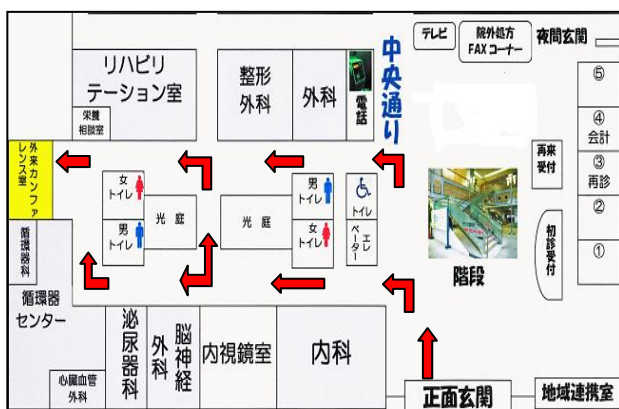 テレビ
院外処方
FAXコーナー
夜間玄関
リハビリ
テーション室
栄養
相談室
整形
外科
外科
電話
中央通り
⑤
④
会計
③
再診
②
①
再来
受付
初診受付
外来カンファ
レンス室
女
トイレ
男
トイレ
光庭
光庭
男
トイレ
女
トイレ
トイレ
エレ
ベーター
階段
循環器科
循環器
センター
心臓血管
外科
泌尿器科
脳神経
外科
内視鏡室
内科
正面玄関
地域連携室